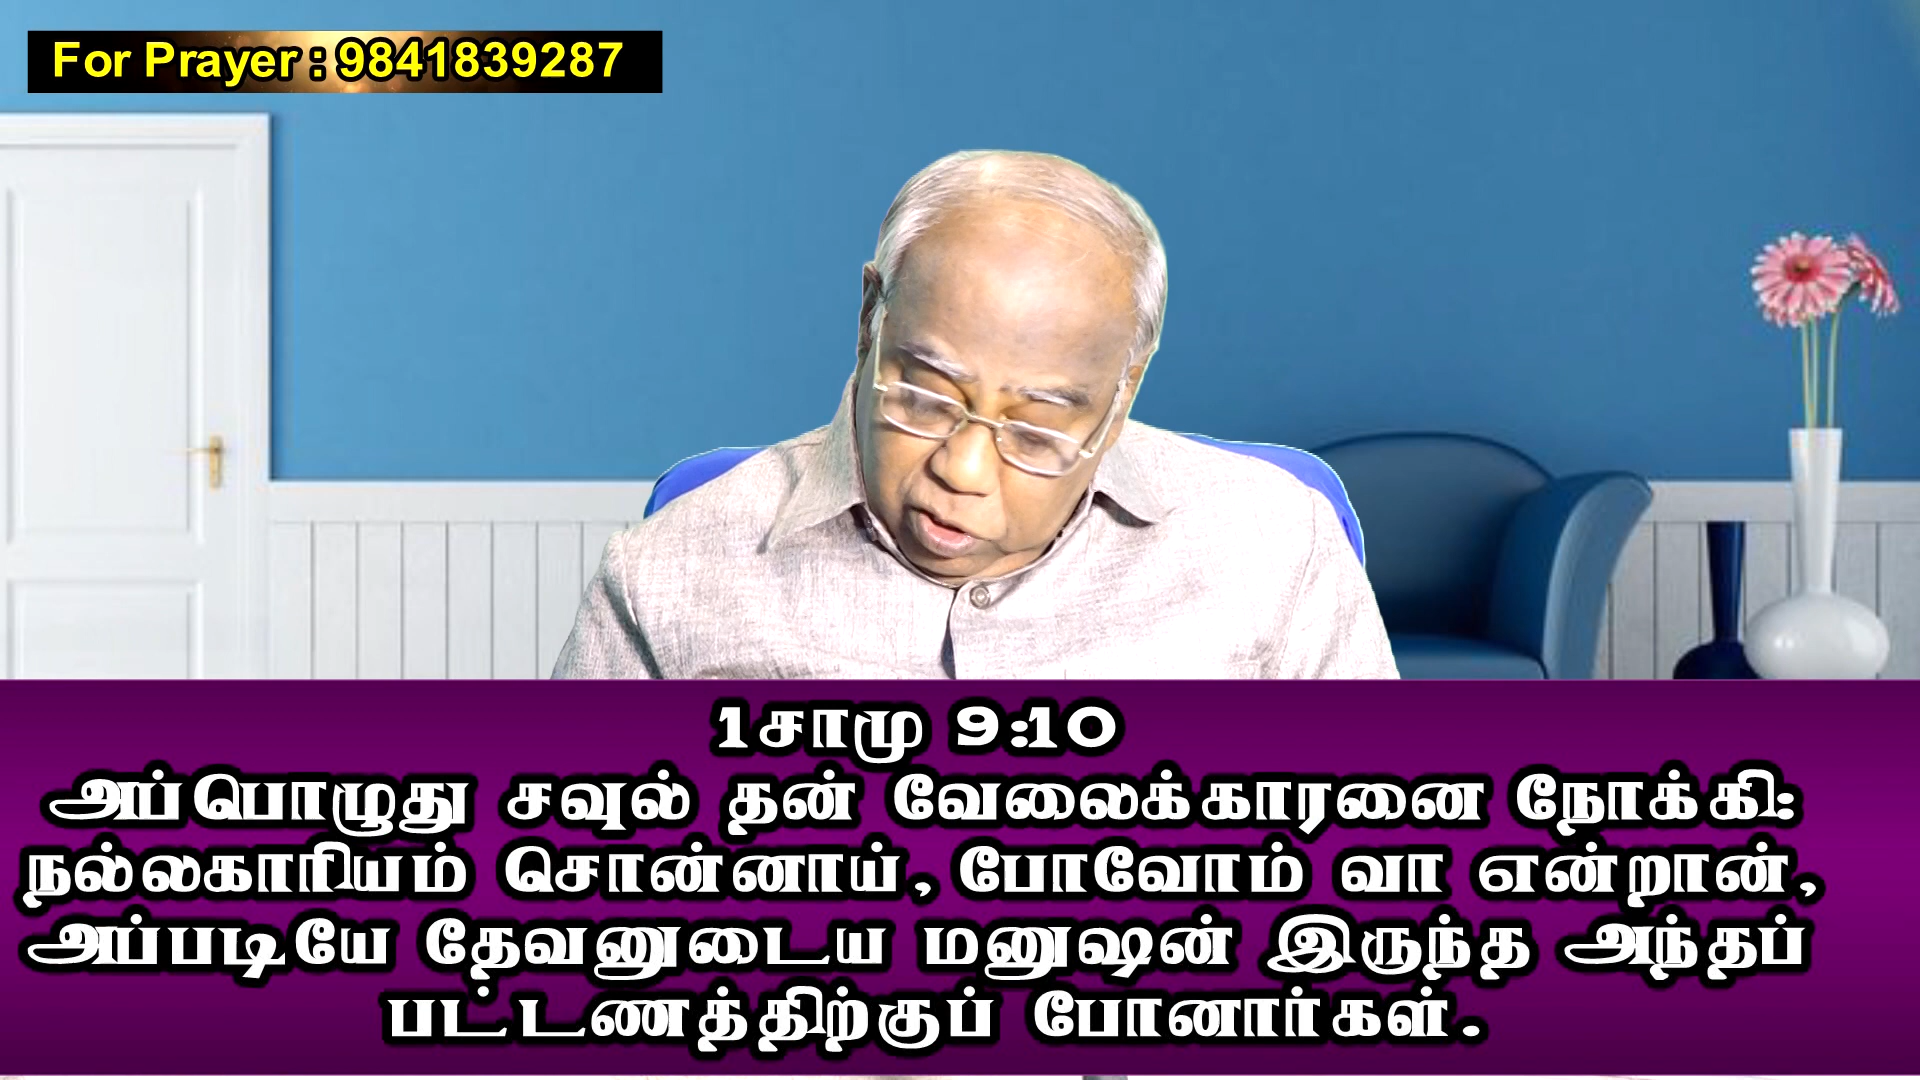 For Prayer : 9841839287
1சாமு 9:10
அப்பொழுது சவுல் தன் வேலைக்காரனை நோக்கி:
நல்லகாரியம் சொன்னாய், போவோம் வா என்றான்,
அப்படியே தேவனுடைய மனுஷன் இருந்த அந்தப்
பட்டணத்திற்குப் போனார்கள்.